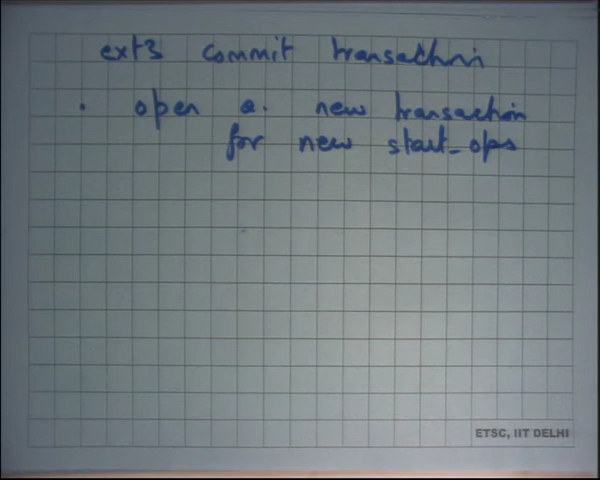 ext3 commit transaction
. open a new transaction
for new start_ops
ETSC, IIT DELHI